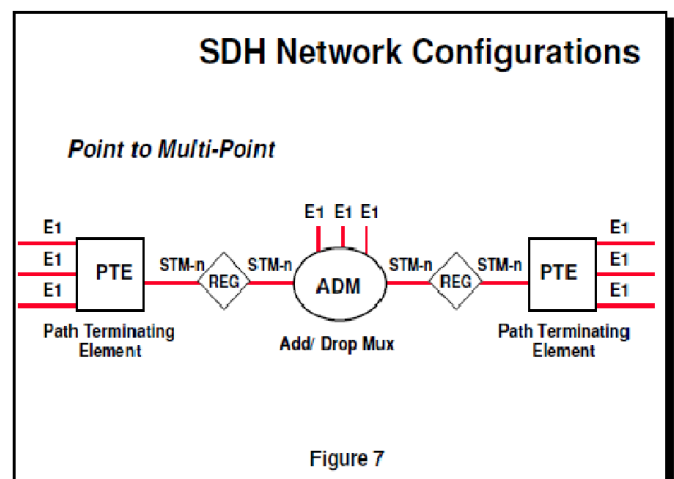 SDH Network Configurations
Point to Multi-Point
E1 E1 E1
E1
E1
E1
PTE
STM-n
REG
STM-n
ADM
STM-n
REG
STM-n
PTE
E1
E1
E1
Path Terminating
Element
Add/ Drop Mux
Path Terminating
Element
Figure 7